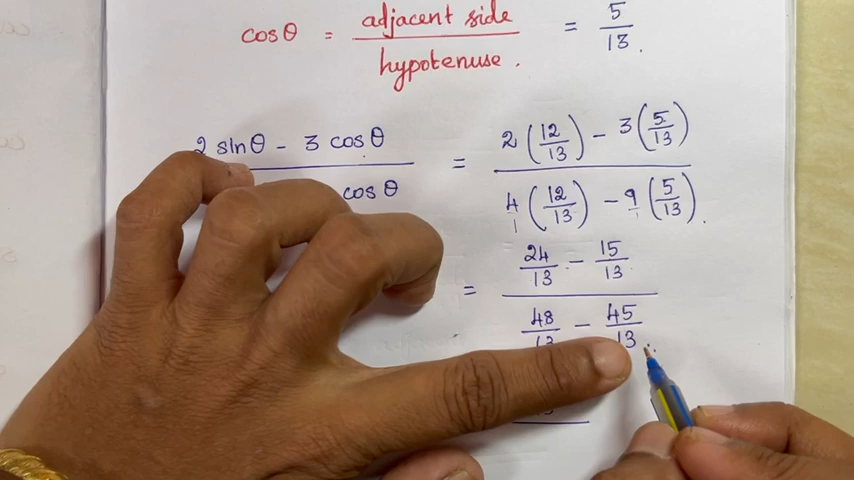 cosθ = adjacent side / hypotenuse. = 5/13.
2 sinθ - 3 cosθ / cosθ = 2(12/13) - 3(5/13) / 4(12/13) - 9(5/13).
= 24/13 - 15/13 / 48/13 - 45/13.